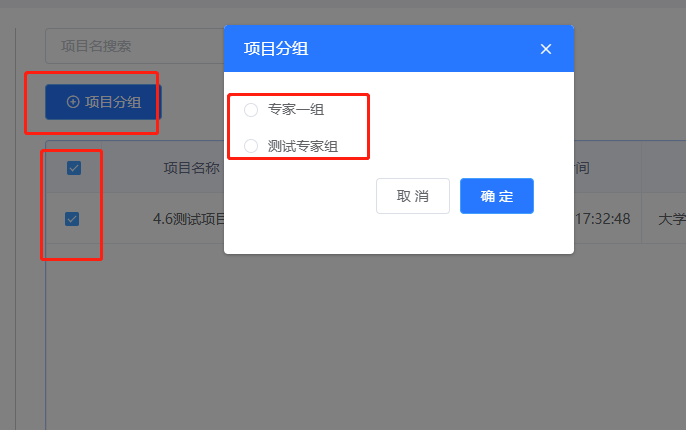 项目名搜索
项目分组
项目分组
专家一组
测试专家组
取 消
确 定
项目名称
间
4.6测试项目
17:32:48
大学